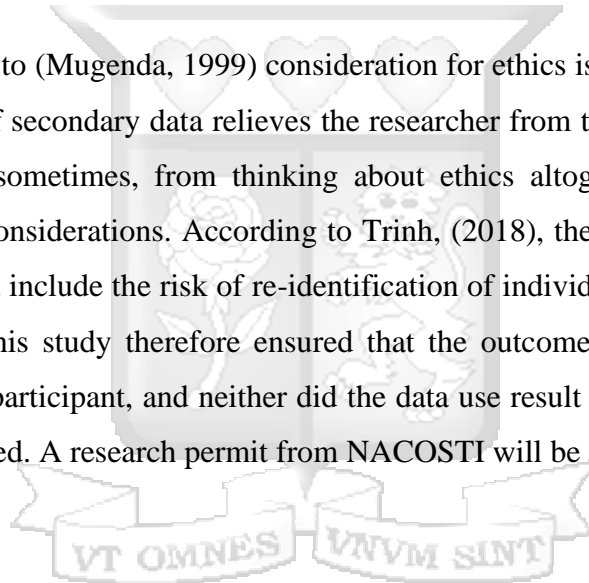 to (Mugenda, 1999) consideration for ethics is
secondary data relieves the researcher from t
sometimes, from thinking about ethics altog
onsiderations. According to Trinh, (2018), the
include the risk of re-identification of individ
his study therefore ensured that the outcome
participant, and neither did the data use result
ed. A research permit from NACOSTI will be
VT OMNES VNVM SINT